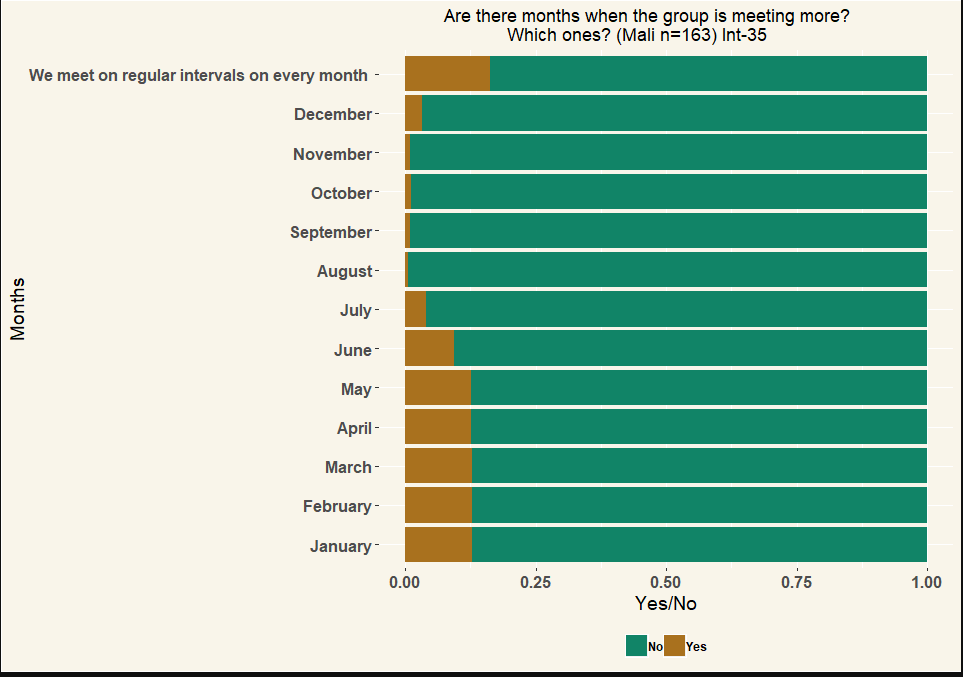 Are there months when the group is meeting more?
Which ones? (Mali n=163) Int-35
We meet on regular intervals on every month
December
November
October
September
August
July
June
May
April
March
February
January
Months
0.00 0.25 0.50 0.75 1.00
Yes/No
No Yes